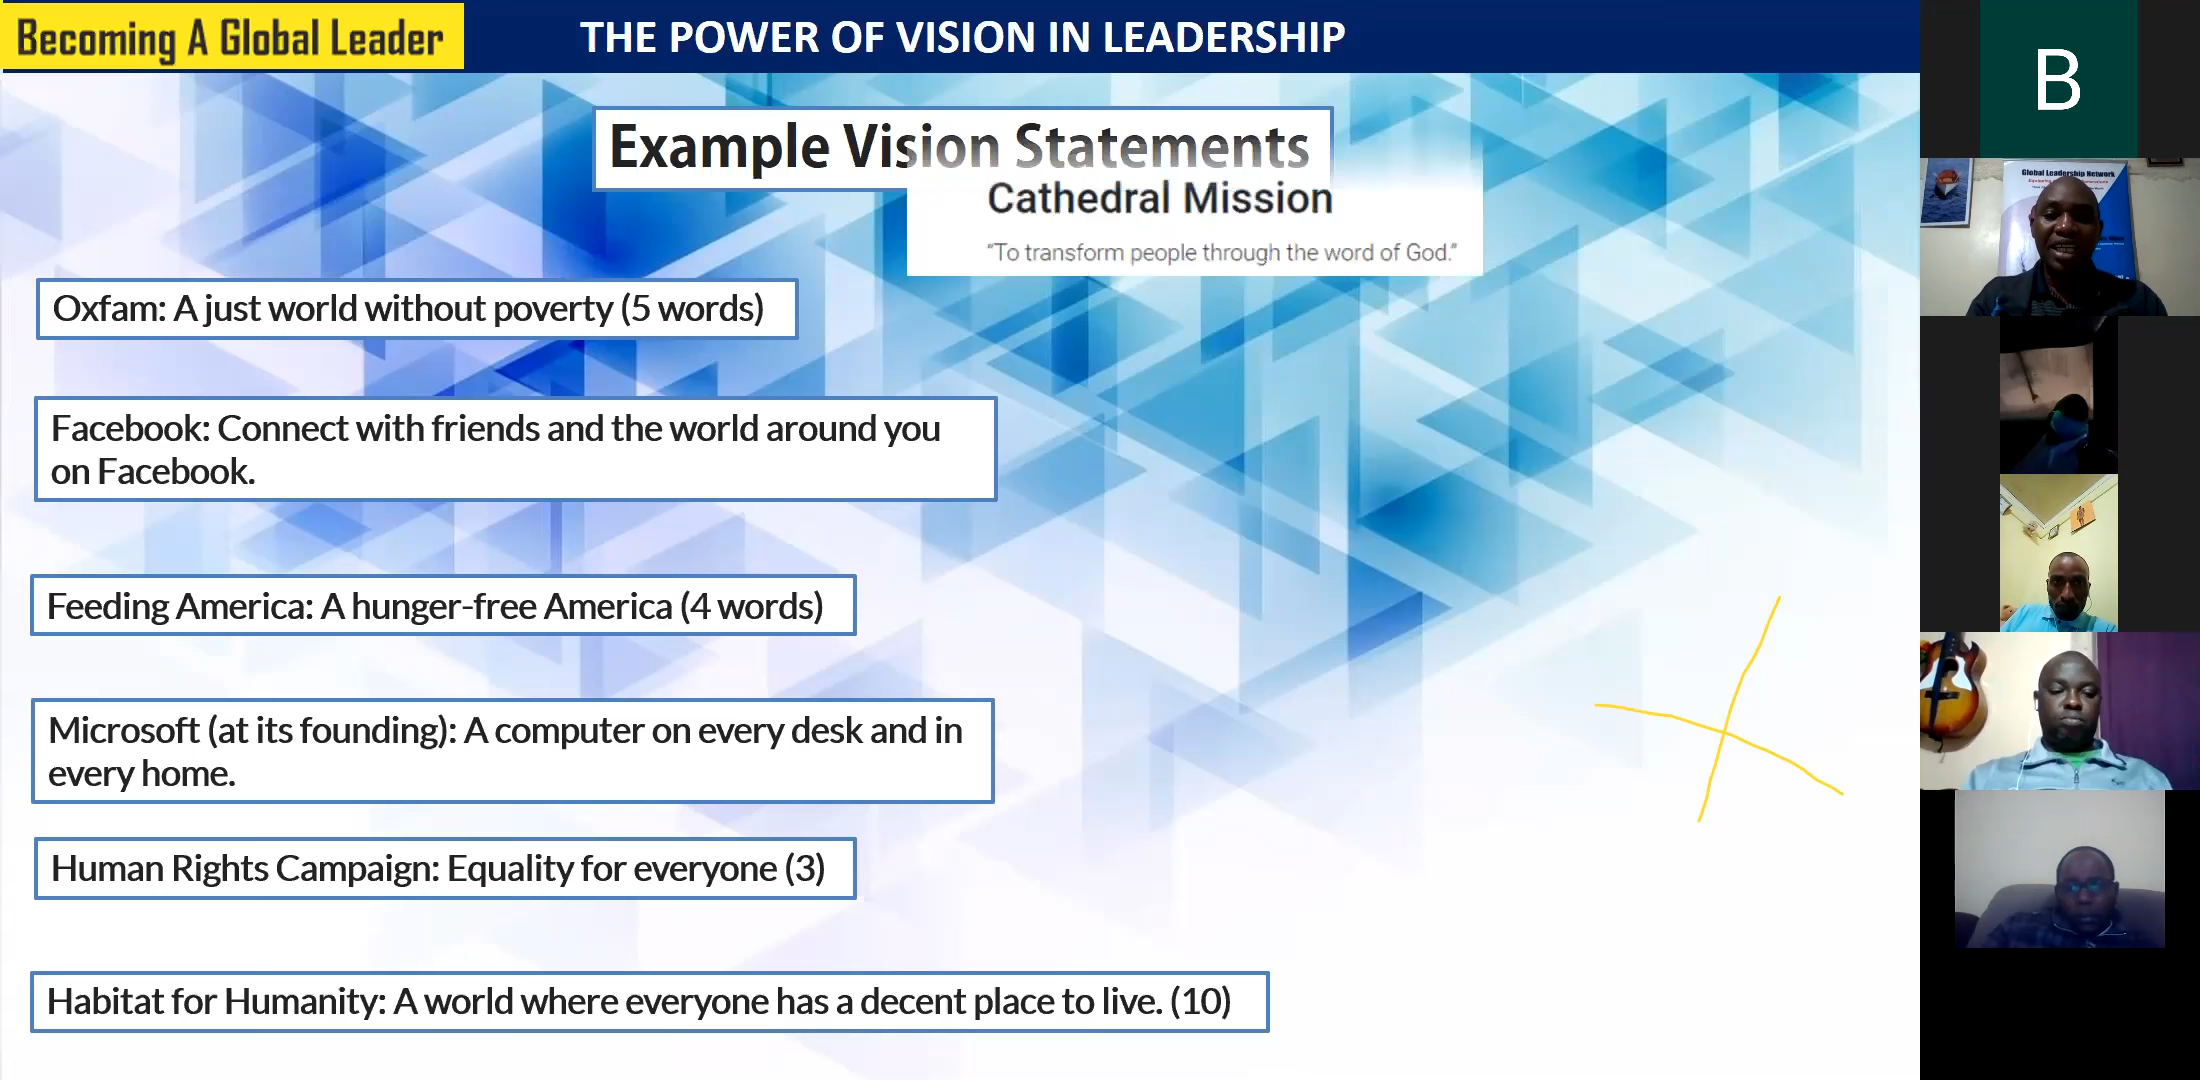 Becoming A Global Leader
THE POWER OF VISION IN LEADERSHIP
Example Vision Statements
Cathedral Mission
“To transform people through the word of God.”
Oxfam: A just world without poverty (5 words)
Facebook: Connect with friends and the world around you
on Facebook.
Feeding America: A hunger-free America (4 words)
Microsoft (at its founding): A computer on every desk and in
every home.
Human Rights Campaign: Equality for everyone (3)
Habitat for Humanity: A world where everyone has a decent place to live. (10)
B
Global Leadership Network